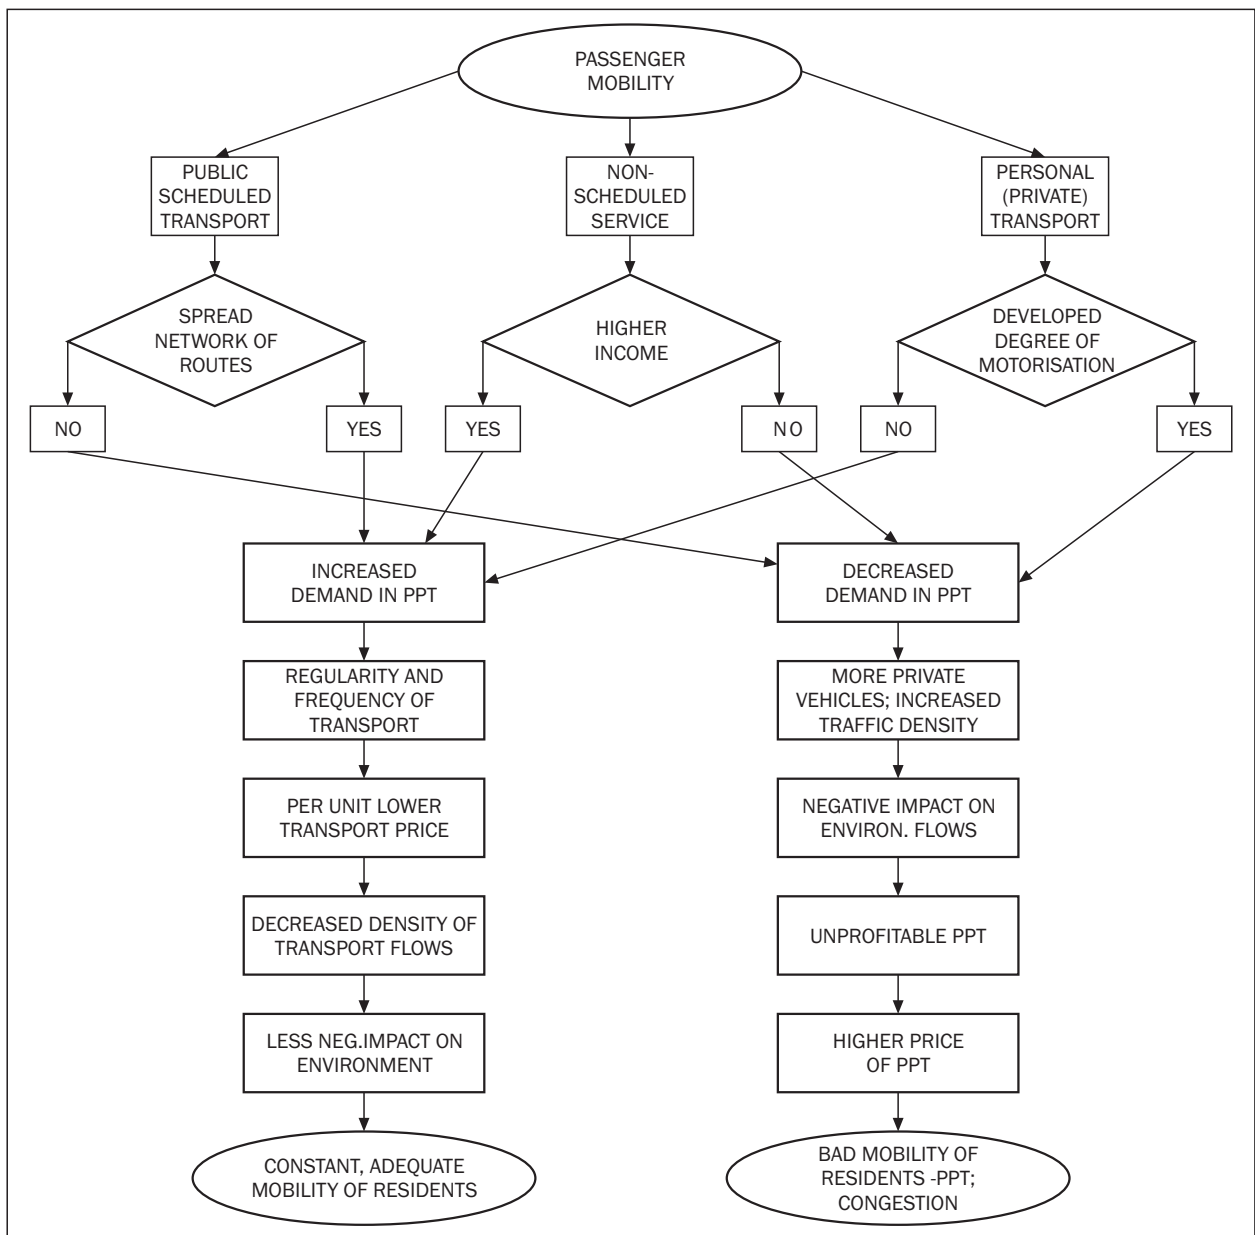 PASSENGER
MOBILITY
PUBLIC
SCHEDULED
TRANSPORT
NON-
SCHEDULED
SERVICE
PERSONAL
(PRIVATE)
TRANSPORT
SPREAD
NETWORK OF
ROUTES
HIGHER
INCOME
DEVELOPED
DEGREE OF
MOTORISATION
NO
YES
YES
NO
NO
YES
INCREASED
DEMAND IN PPT
DECREASED
DEMAND IN PPT
REGULARITY AND
FREQUENCY OF
TRANSPORT
MORE PRIVATE
VEHICLES; INCREASED
TRAFFIC DENSITY
PER UNIT LOWER
TRANSPORT PRICE
NEGATIVE IMPACT ON
ENVIRON. FLOWS
DECREASED DENSITY OF
TRANSPORT FLOWS
UNPROFITABLE PPT
LESS NEG.IMPACT ON
ENVIRONMENT
HIGHER PRICE
OF PPT
CONSTANT, ADEQUATE
MOBILITY OF RESIDENTS
BAD MOBILITY OF
RESIDENTS -PPT;
CONGESTION